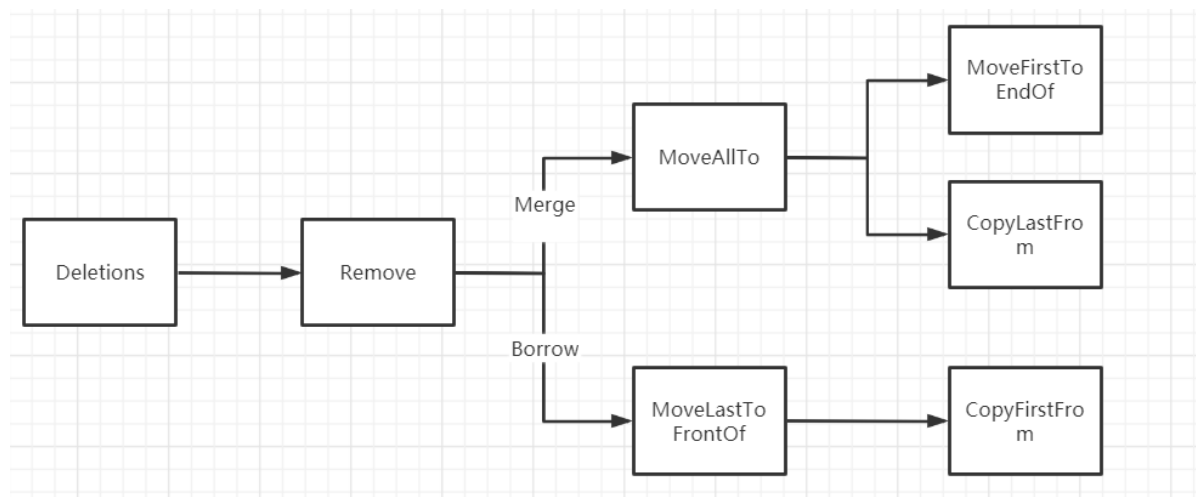 MoveFirstTo
EndOf
MoveAllTo
Merge
CopyLastFro
m
Deletions
Remove
Borrow
MoveLastTo
FrontOf
CopyFirstFro
m